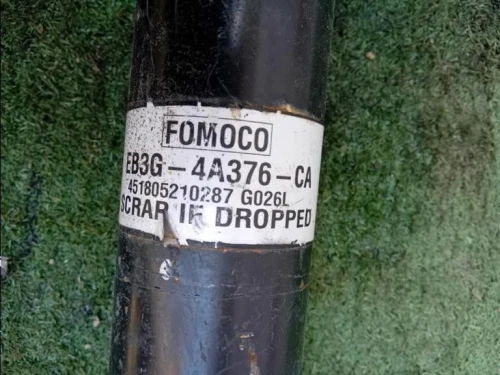 FOMOCO
EB3G-4A376-CA
451805210287 G026L
SCRAP IF DROPPED